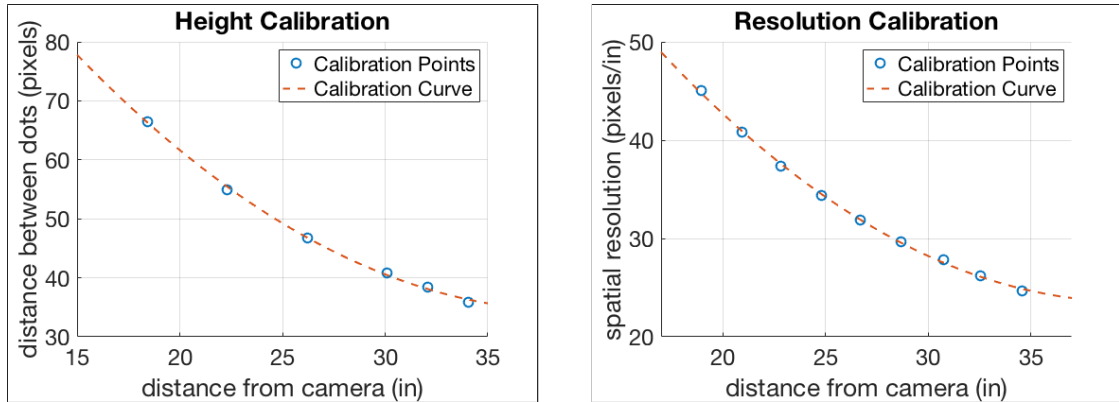 Height Calibration
distance between dots (pixels)
80
70
60
50
40
30
15
20
25
30
35
distance from camera (in)
Calibration Points
Calibration Curve
Resolution Calibration
spatial resolution (pixels/in)
50
40
30
20
20
25
30
35
distance from camera (in)
Calibration Points
Calibration Curve